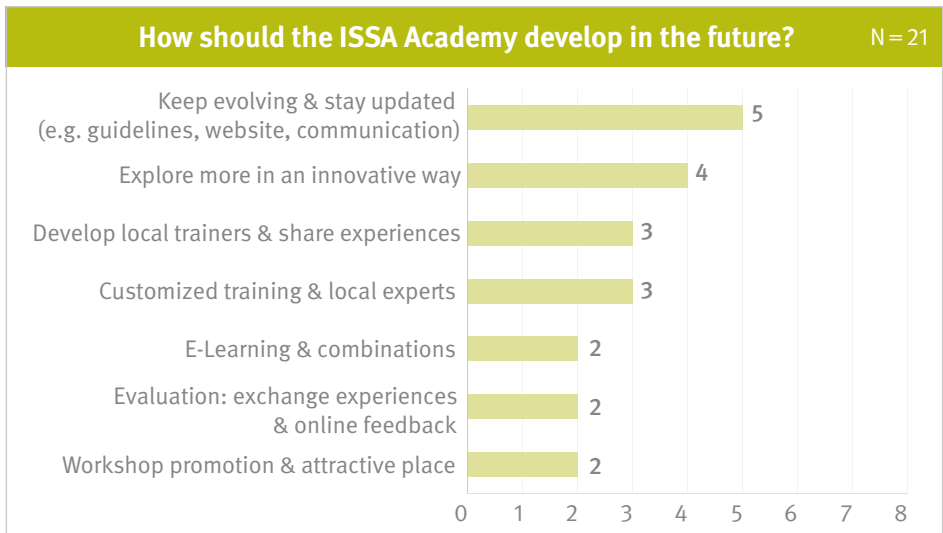 How should the ISSA Academy develop in the future?
N = 21
Keep evolving & stay updated
(e.g. guidelines, website, communication)
5
Explore more in an innovative way
4
Develop local trainers & share experiences
3
Customized training & local experts
3
E-Learning & combinations
2
Evaluation: exchange experiences
& online feedback
2
Workshop promotion & attractive place
2
0 1 2 3 4 5 6 7 8